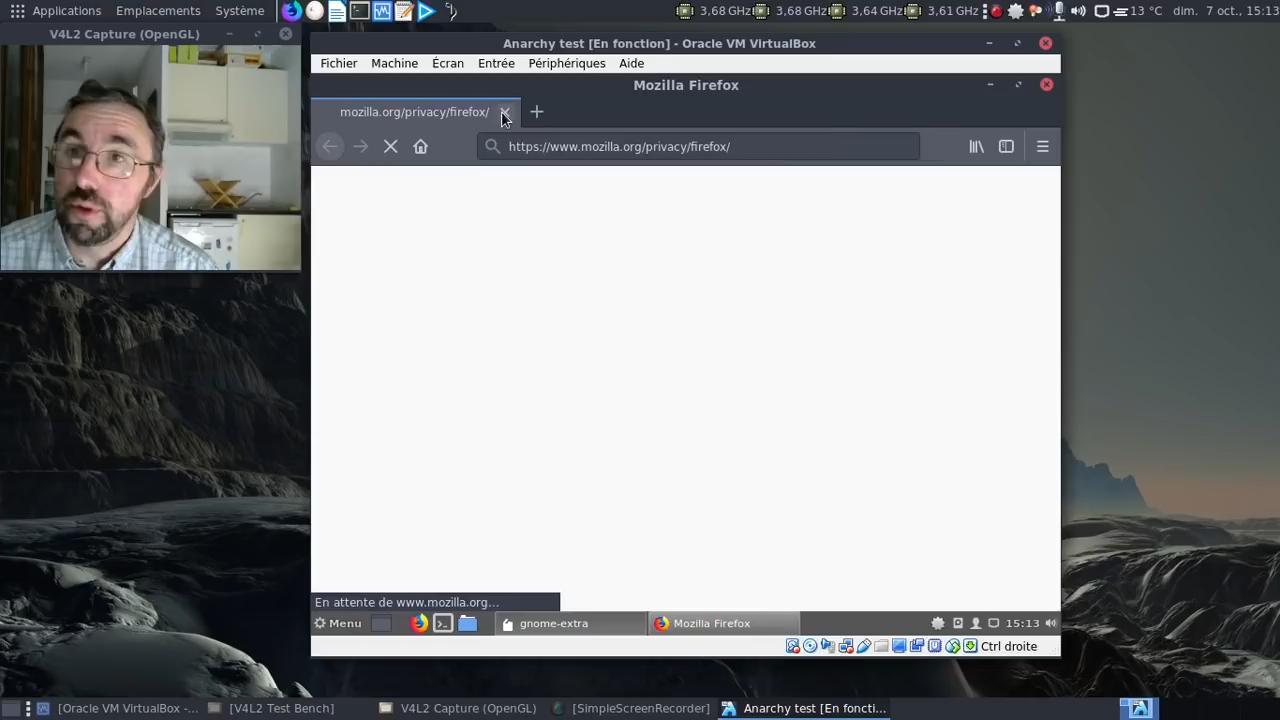 Applications Emplacements Système 3,68 GHz 3,68 GHz 3,64 GHz 3,61 GHz 13 °C dim. 7 oct., 15:13
V4L2 Capture (OpenGL)
Anarchy test [En fonction] - Oracle VM VirtualBox
Fichier Machine Écran Entrée Périphériques Aide
Mozilla Firefox
mozilla.org/privacy/firefox/
https://www.mozilla.org/privacy/firefox/
En attente de www.mozilla.org…
Menu gnome-extra Mozilla Firefox 15:13
Ctrl droite
[Oracle VM VirtualBox -... [V4L2 Test Bench] V4L2 Capture (OpenGL) [SimpleScreenRecorder] Anarchy test [En foncti...